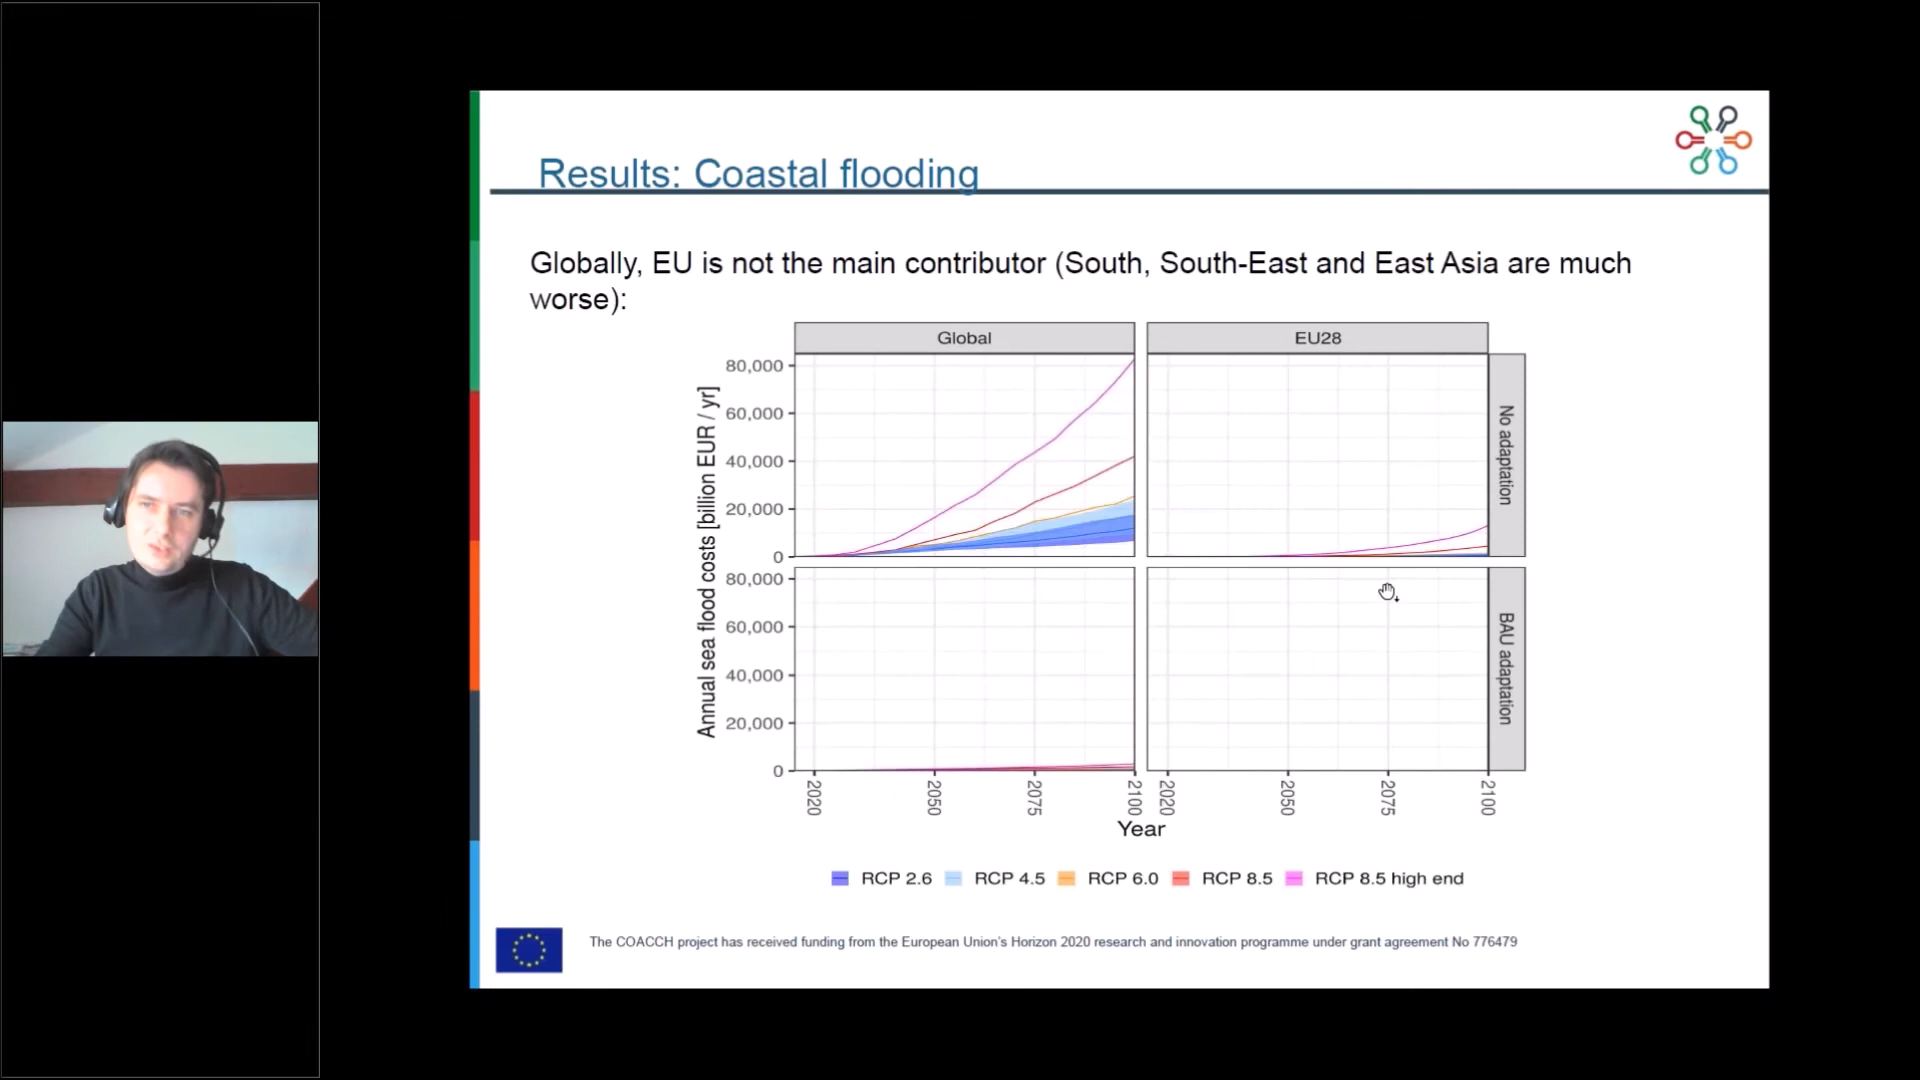 Results: Coastal flooding
Globally, EU is not the main contributor (South, South-East and East Asia are much
worse):
Global
EU28
80,000
60,000
40,000
20,000
0
80,000
60,000
40,000
20,000
0
Annual sea flood costs [billion EUR / yr]
No adaptation
BAU adaptation
2020
2050
2075
2100
2020
2050
2075
2100
Year
RCP 2.6
RCP 4.5
RCP 6.0
RCP 8.5
RCP 8.5 high end
The COACCH project has received funding from the European Union's Horizon 2020 research and innovation programme under grant agreement No 776479